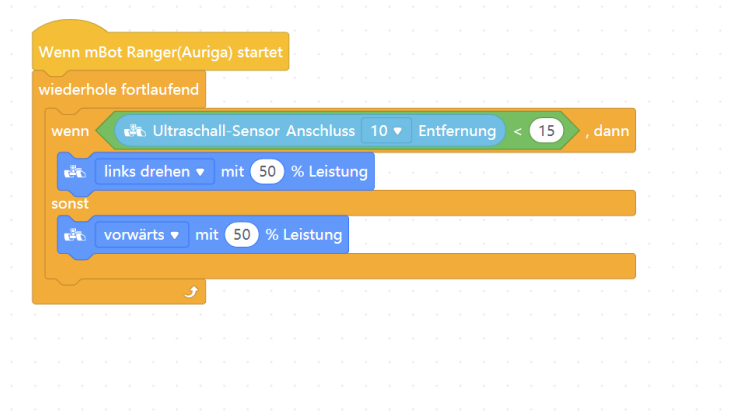 Wenn mBot Ranger(Auriga) startet
wiederhole fortlaufend
wenn Ultraschall-Sensor Anschluss 10 ▼ Entfernung < 15 , dann
links drehen ▼ mit 50 % Leistung
sonst
vorwärts ▼ mit 50 % Leistung